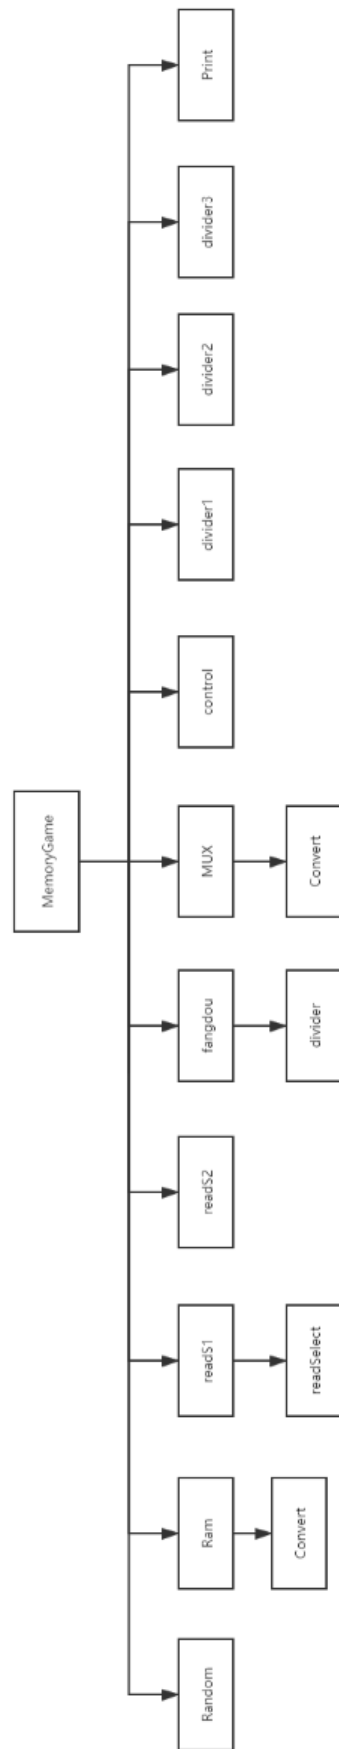 MemoryGame
Random
Ram
readS1
readS2
fangdou
MUX
control
divider1
divider2
divider3
Print
Convert
readSelect
divider
Convert